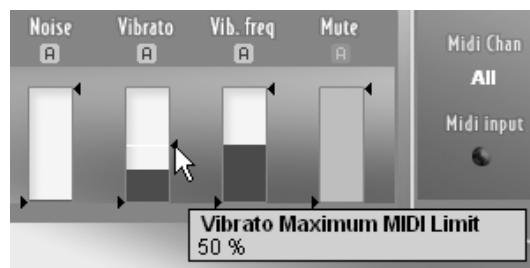 Noise Vibrato Vib. freq Mute
A A A A
Midi Chan
All
Midi input
Vibrato Maximum MIDI Limit
50 %